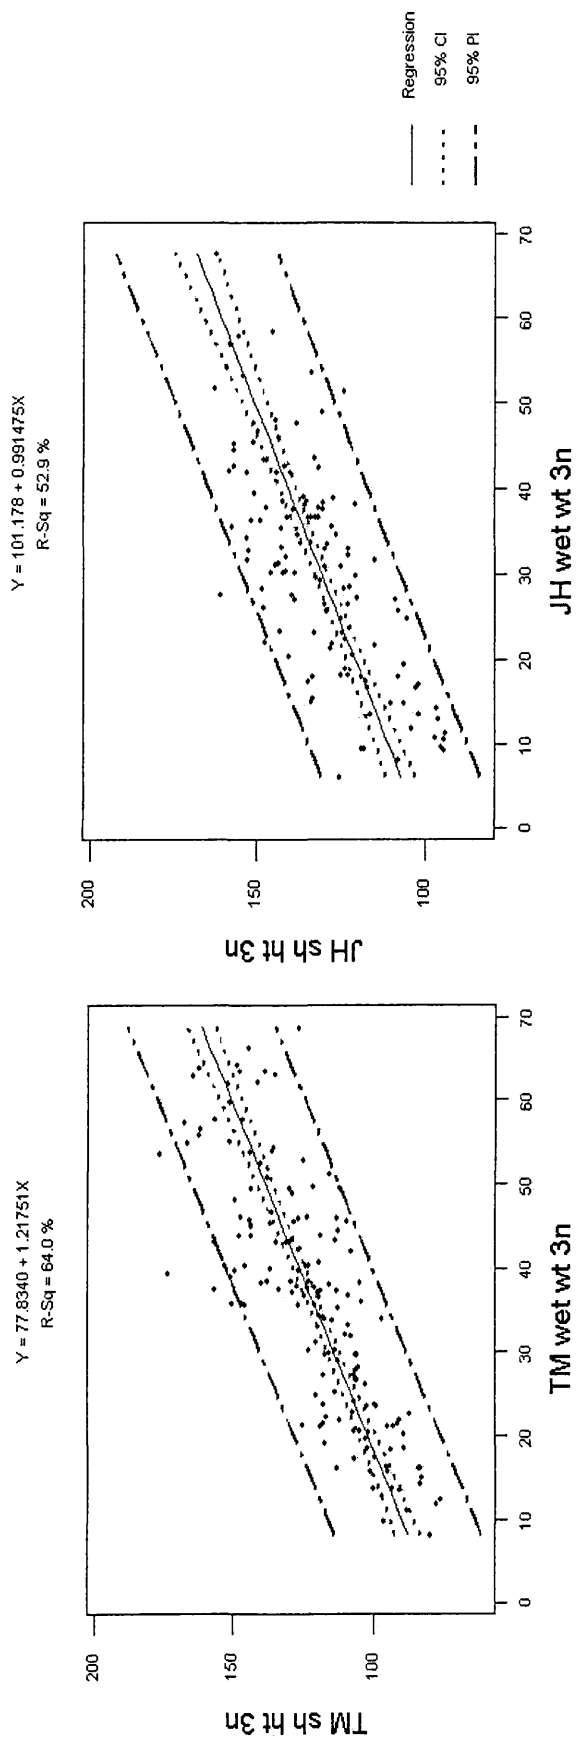 Y = 77.8340 + 1.21751X
R-Sq = 64.0 %
200
150
100
TM sh ht 3n
0
10
20
30
40
50
60
70
TM wet wt 3n
Y = 101.178 + 0.991475X
R-Sq = 52.9 %
200
150
100
JH sh ht 3n
0
10
20
30
40
50
60
70
JH wet wt 3n
Regression
95% CI
95% PI